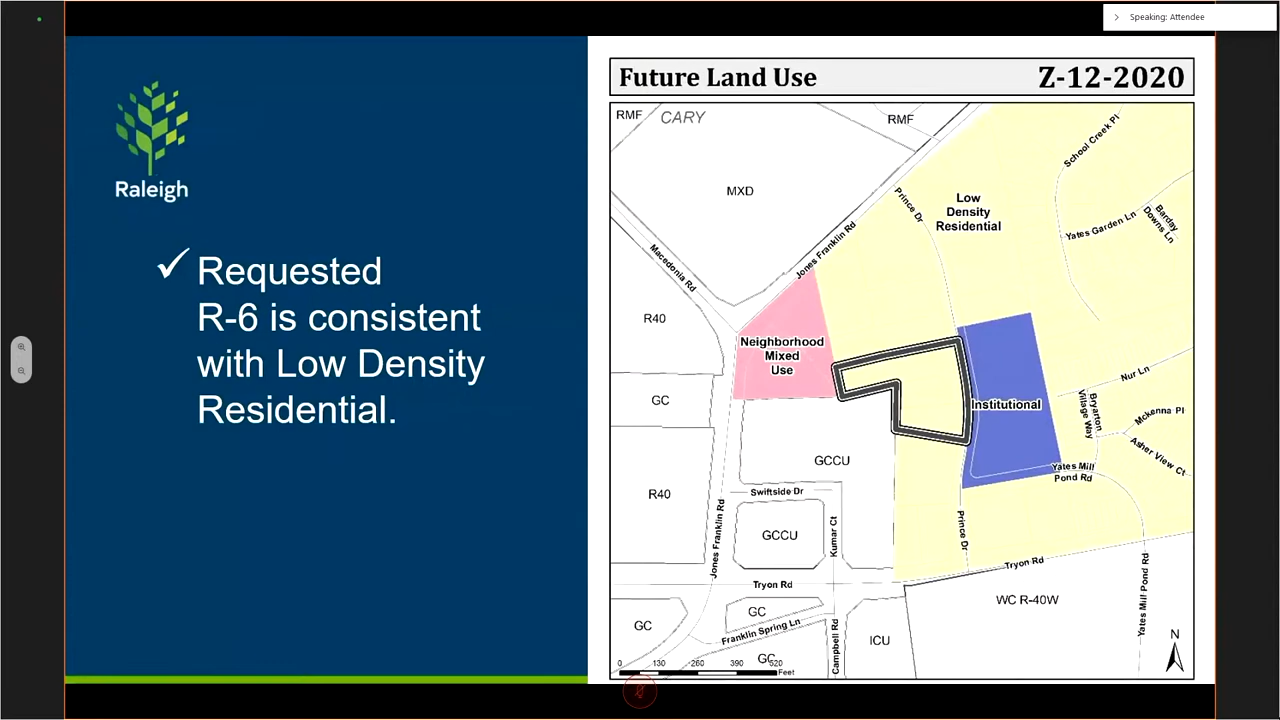 Speaking: Attendee
Raleigh
✓ Requested
R-6 is consistent
with Low Density
Residential.
Future Land Use
Z-12-2020
RMF
CARY
RMF
MXD
School Creek Pl
Low
Density
Residential
Prince Dr
Yates Garden Ln
Barclay
Downs Ln
Jones Franklin Rd
Macedonia Rd
R40
Neighborhood
Mixed
Use
Institutional
Nur Ln
Bryarton
Village Way
Mckenna Pl
Asher View Ct
GC
GCCU
Yates Mill
Pond Rd
R40
Swiftside Dr
GCCU
Kumar Ct
Jones Franklin Rd
Prince Dr
Tryon Rd
Tryon Rd
Yates Mill Pond Rd
WC R-40W
GC
GC
Franklin Spring Ln
Campbell Rd
ICU
GC
N
0 130 260 390 520
Feet